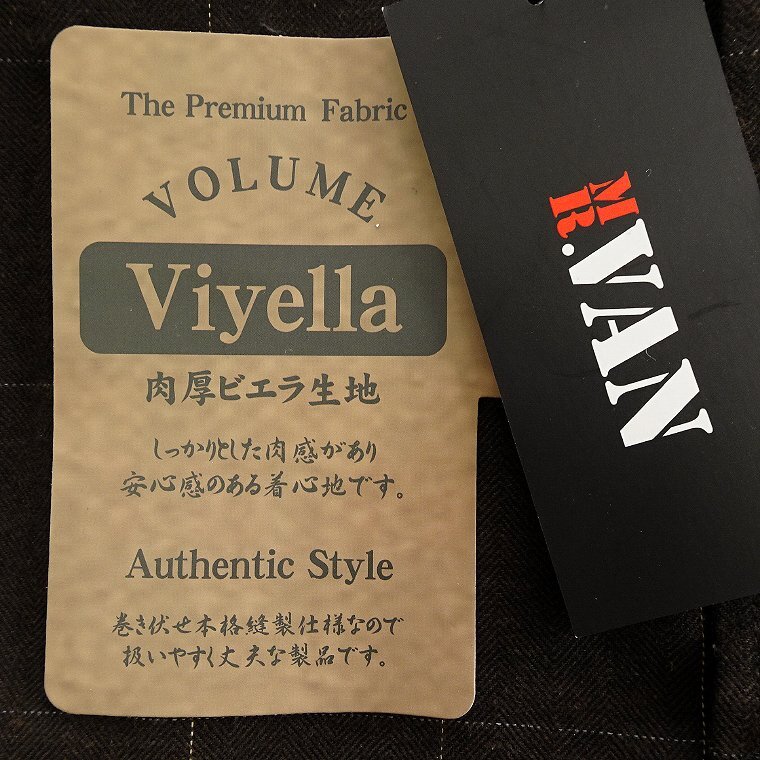 The Premium Fabric
VOLUME
Viyella
肉厚ビエラ生地
しっかりとした肉感があり
安心感のある着心地です。
Authentic Style
巻き伏せ本格縫製仕様なので
扱いやすく丈夫な製品です。
MR.VAN